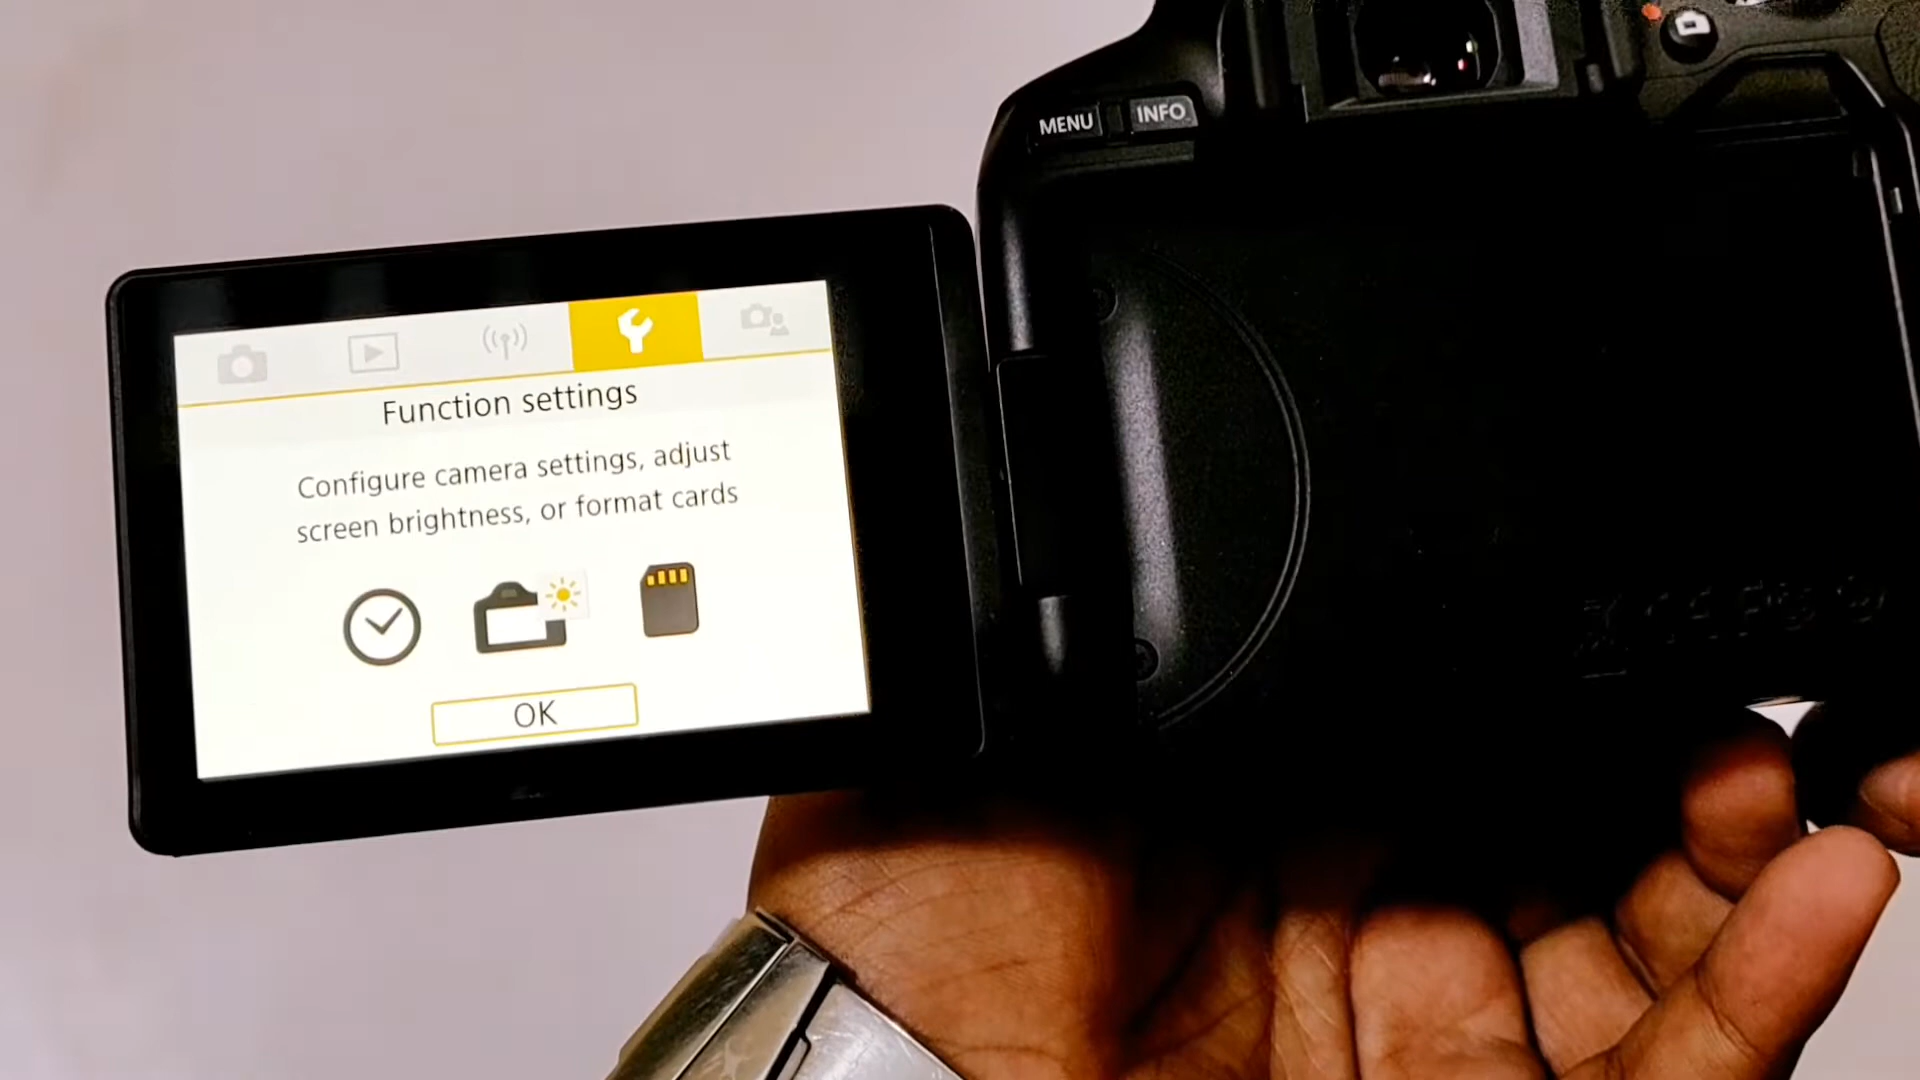 MENU INFO
Function settings
Configure camera settings, adjust
screen brightness, or format cards
OK